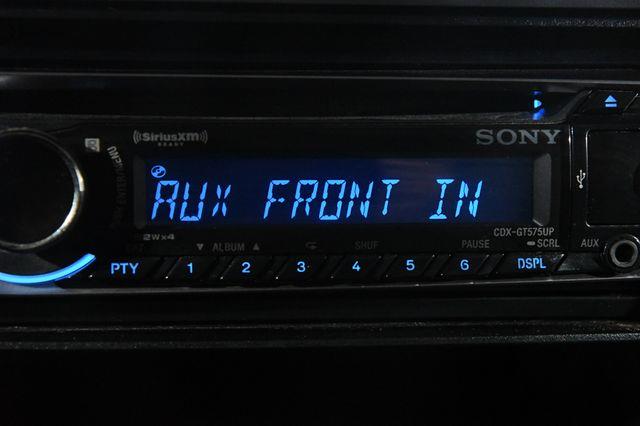 SiriusXM
READY
SONY
AUX FRONT IN
52Wx4
CDX-GT575UP
ALBUM SHUF PAUSE SCRL AUX
PTY 1 2 3 4 5 6 DSPL